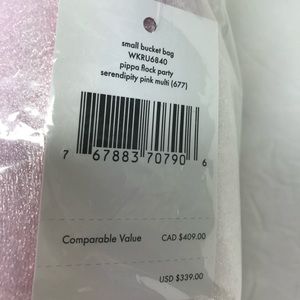 small bucket bag
WKRU6840
pippa flock party
serendipity pink multi (677)
7 67883 70790 6
Comparable Value CAD $409.00
USD $339.00